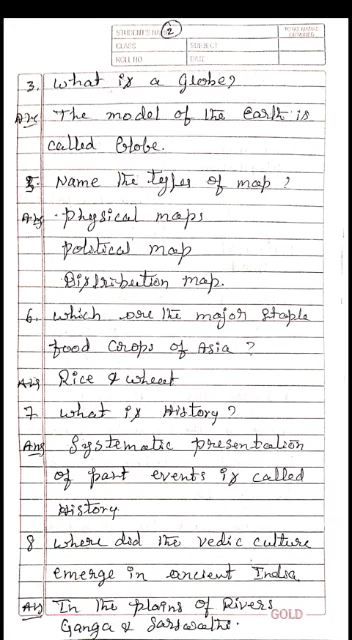 STUDENT'S NAME 2
CLASS SUBJECT
ROLL NO DATE
3. What is a Globe?
Ans The model of the Earth is
called Globe.
5. Name the types of map?
Ans . Physical maps
political map
Distribution map.
6. which are the major staple
food Crops of Asia?
Ans Rice & wheat
7. what is History?
Ans Systematic presentation
of past events is called
History
8 where did the vedic culture
emerge in ancient India
Ans In the plains of Rivers
Ganga & Sarswathi.
GOLD